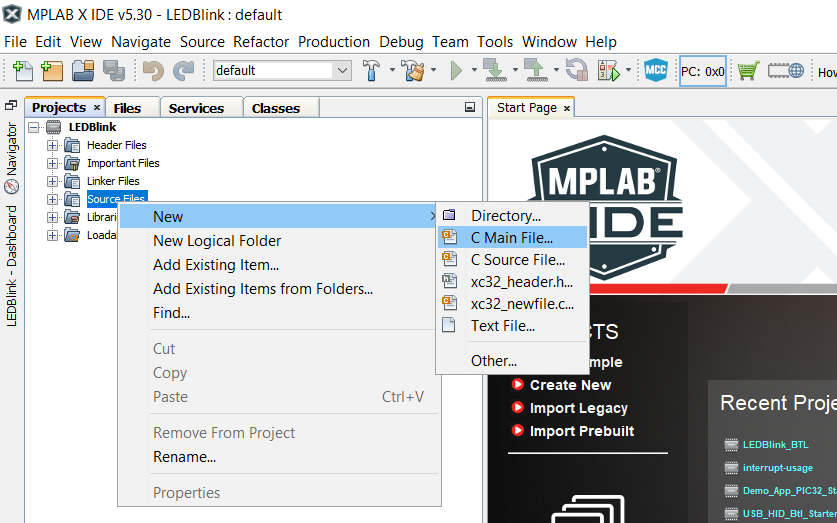 MPLAB X IDE v5.30 - LEDBlink : default
File Edit View Navigate Source Refactor Production Debug Team Tools Window Help
default
MCC
PC: 0x0
How
Projects × Files Services Classes
Start Page ×
Navigator
LEDBlink - Dashboard
LEDBlink
Header Files
Important Files
Linker Files
Source Files
Librari
Loada
New
New Logical Folder
Add Existing Item...
Add Existing Items from Folders...
Find...
Cut
Copy
Paste Ctrl+V
Remove From Project
Rename...
Properties
Directory...
C Main File...
C Source File...
xc32_header.h...
xc32_newfile.c...
Text File...
Other...
MPLAB®
IDE
CTS
mple
Create New
Import Legacy
Import Prebuilt
Recent Proje
LEDBlink_BTL
interrupt-usage
Demo_App_PIC32_St
USB_HID_Btl_Starter